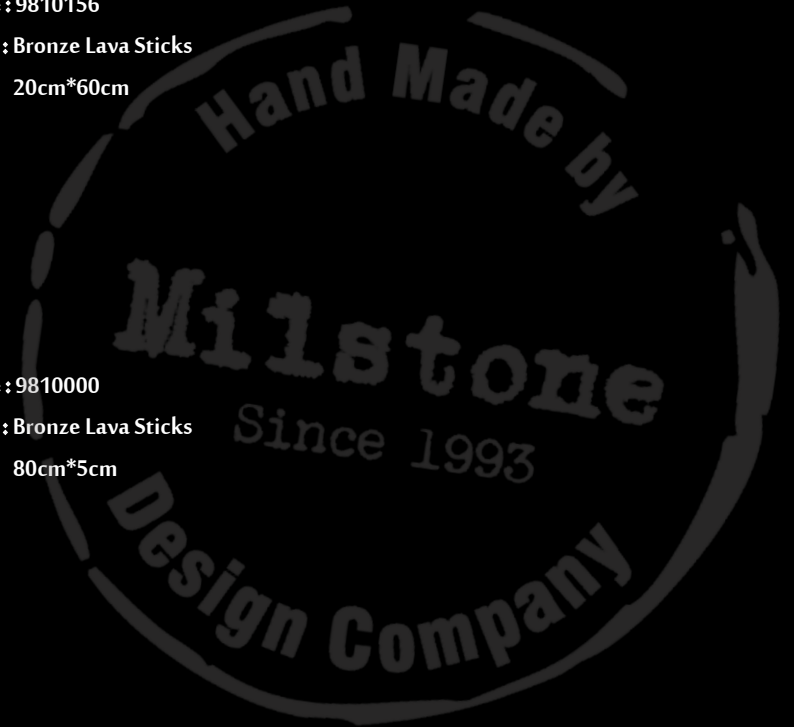 : 9810156
: Bronze Lava Sticks
20cm*60cm
Hand Made by
Milstone
Since 1993
Design Company
: 9810000
: Bronze Lava Sticks
80cm*5cm